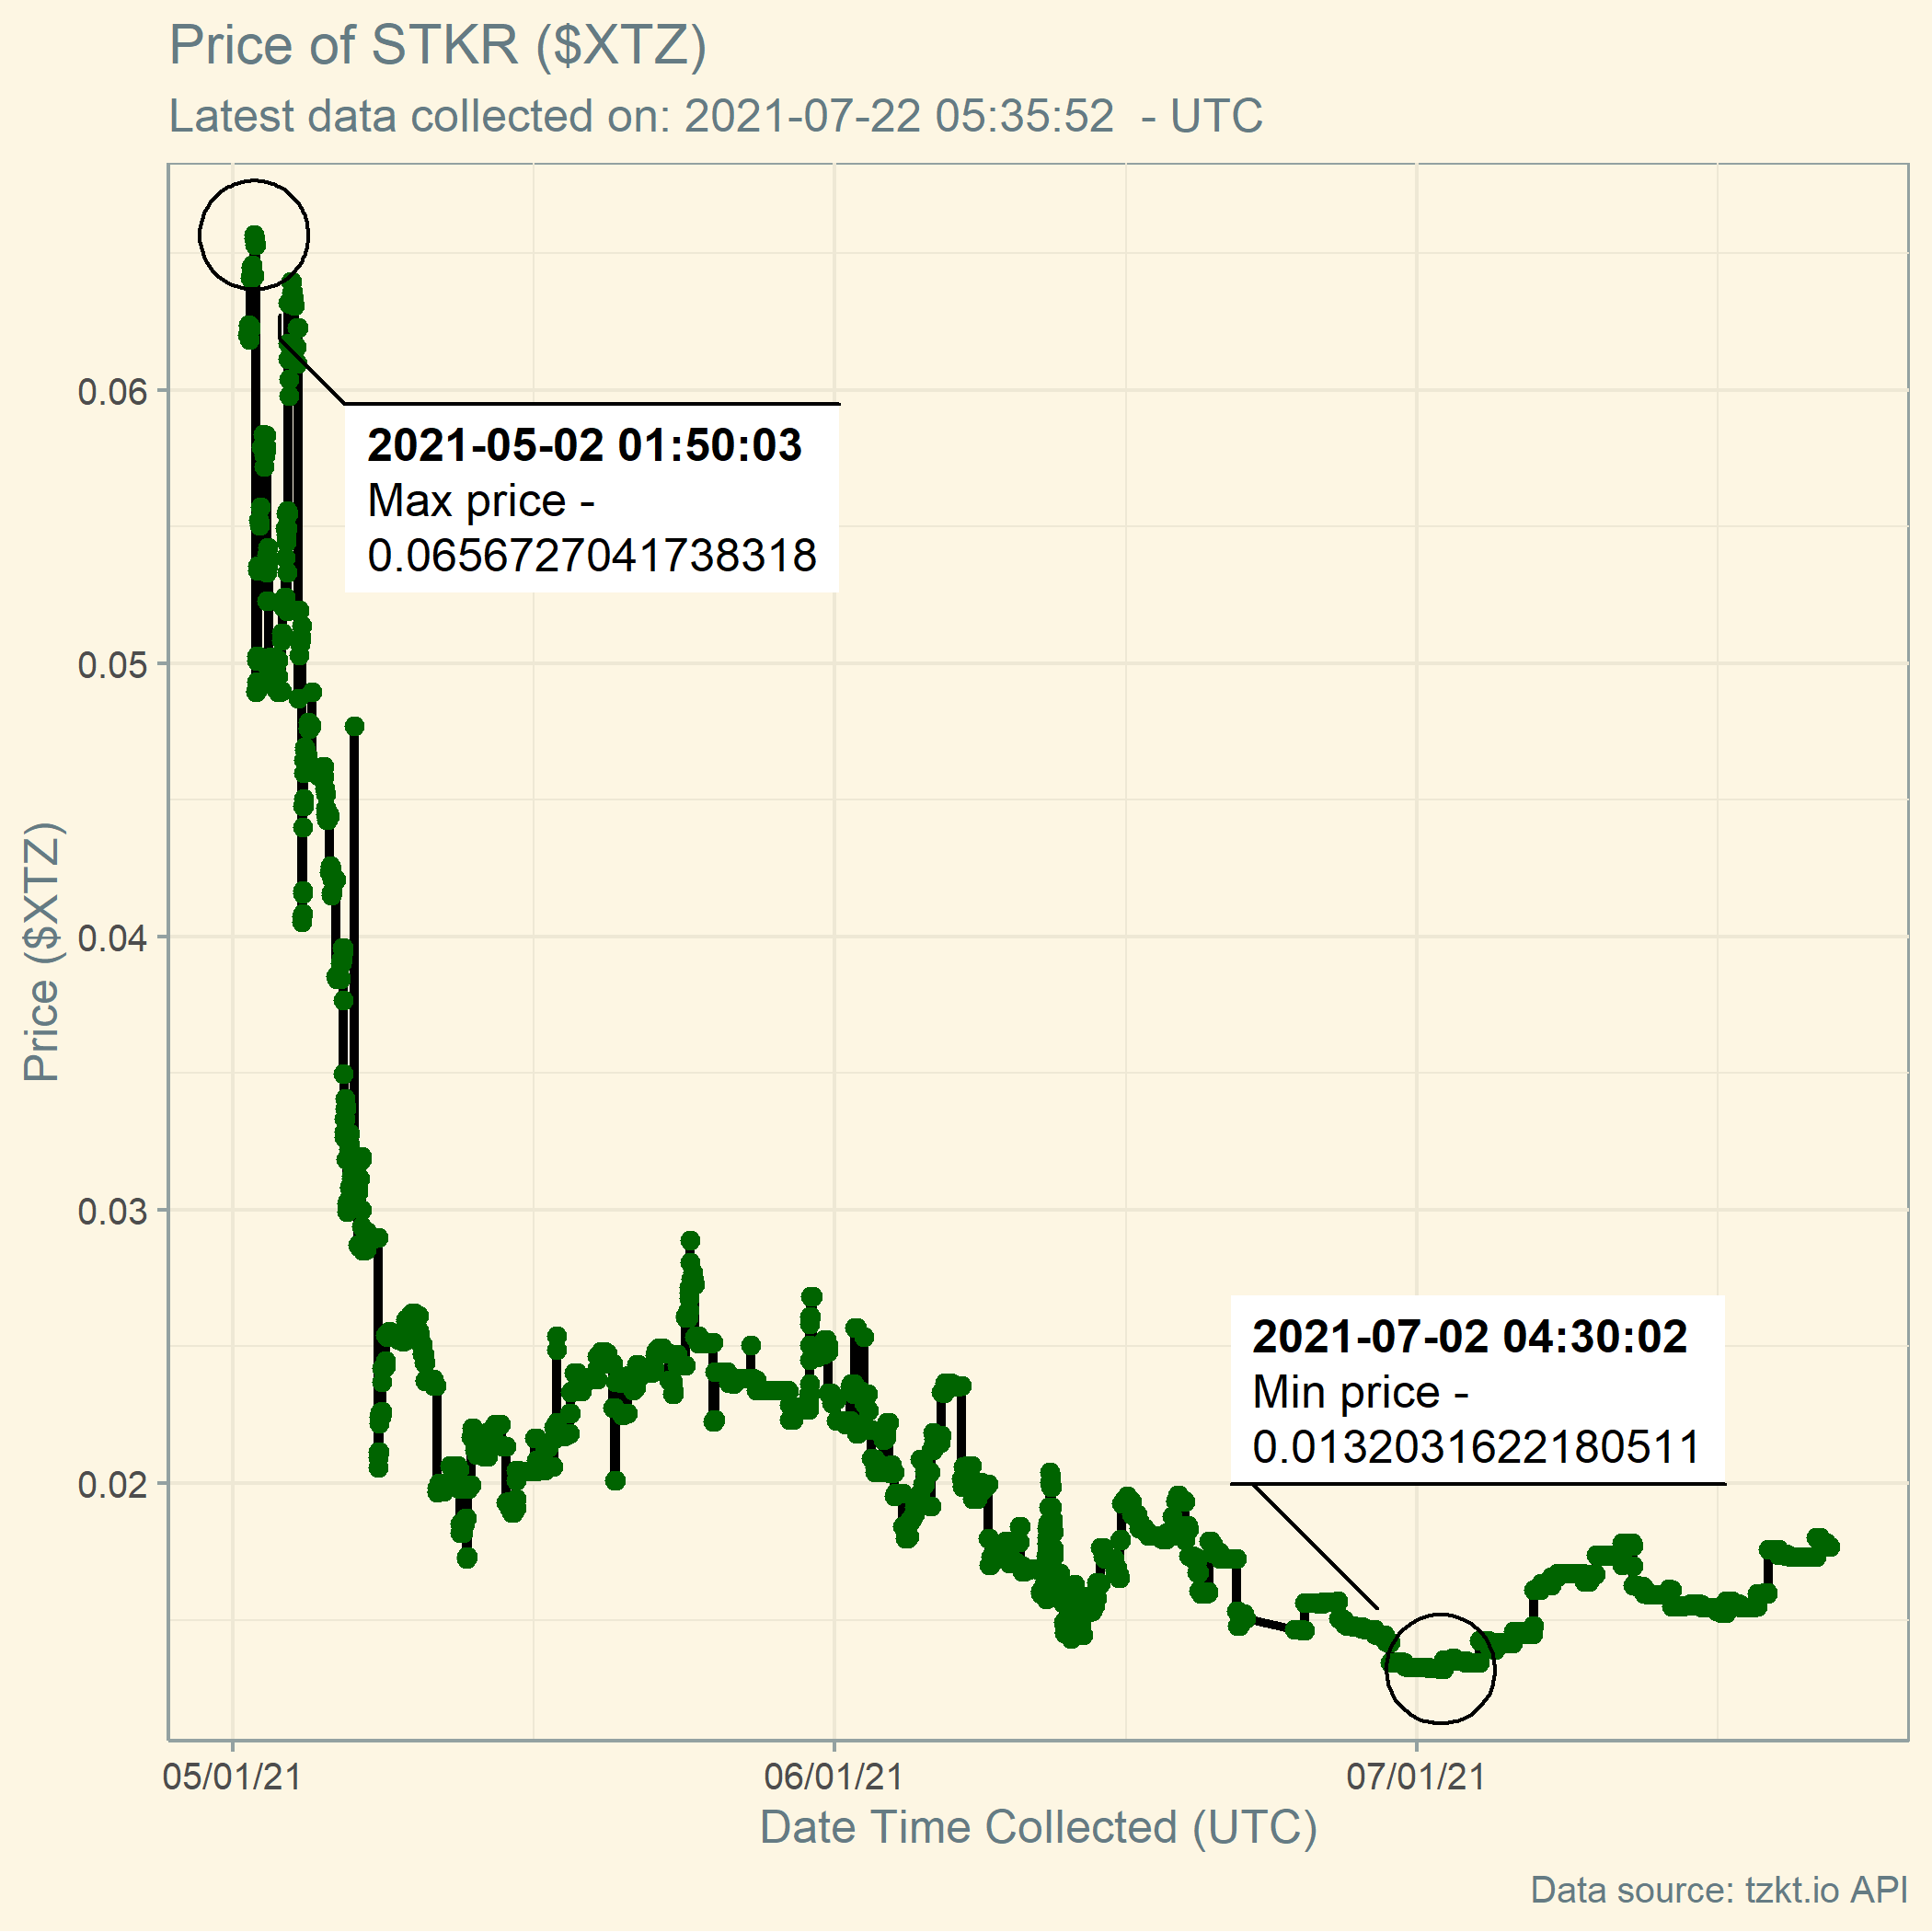 Price of STKR ($XTZ)
Latest data collected on: 2021-07-22 05:35:52  - UTC
Price ($XTZ)
0.06
0.05
0.04
0.03
0.02
2021-05-02 01:50:03
Max price -
0.0656727041738318
2021-07-02 04:30:02
Min price -
0.01320316221805​11
05/01/21
06/01/21
07/01/21
Date Time Collected (UTC)
Data source: tzkt.io API